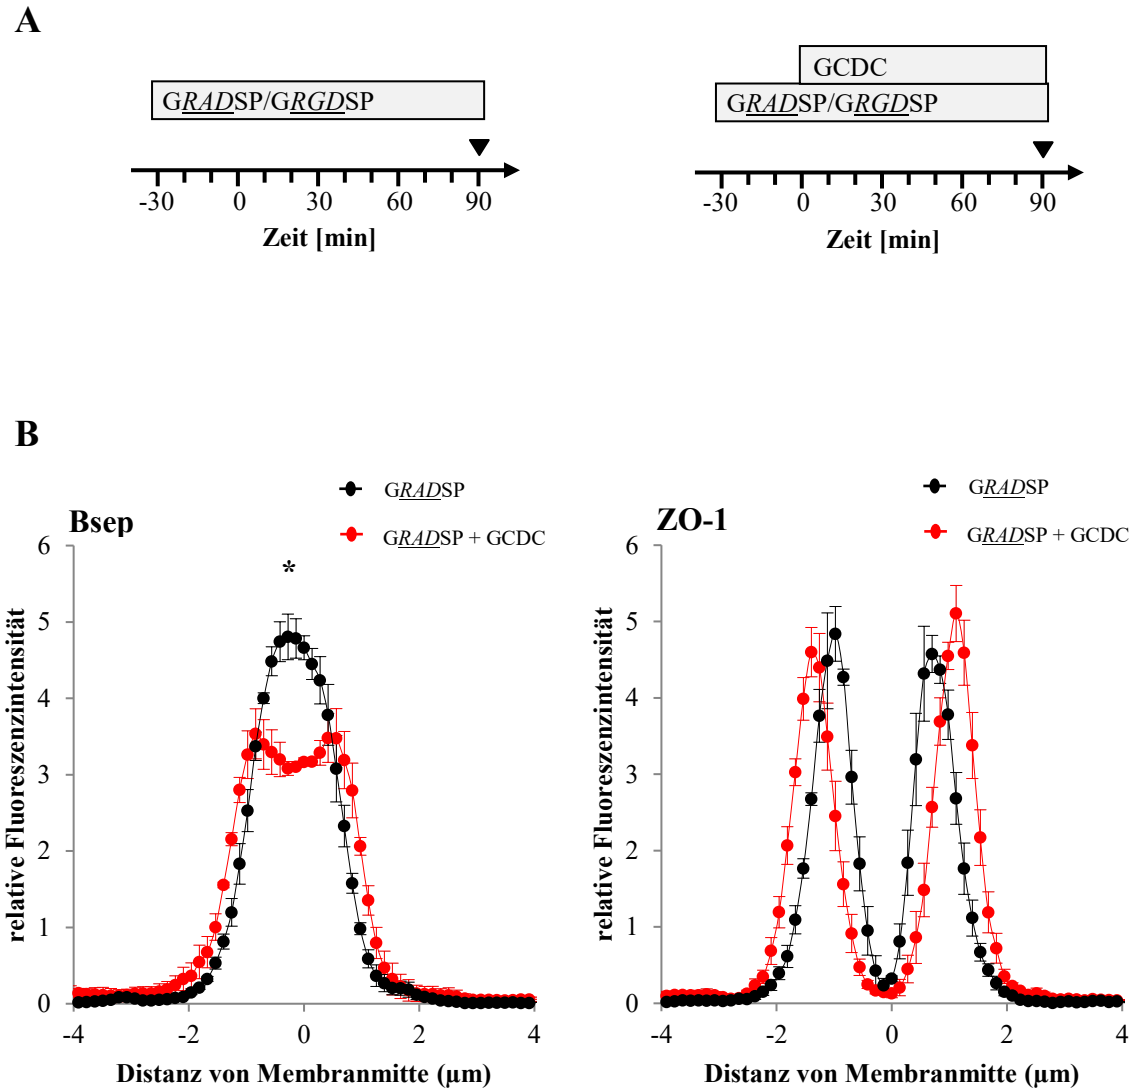 A
GRADSP/GRGDSP
-30 0 30 60 90
Zeit [min]
GCDC
GRADSP/GRGDSP
-30 0 30 60 90
Zeit [min]
B
Bsep
GRADSP
GRADSP + GCDC
*
relative Fluoreszenzintensität
6
5
4
3
2
1
0
-4 -2 0 2 4
Distanz von Membranmitte (µm)
ZO-1
GRADSP
GRADSP + GCDC
relative Fluoreszenzintensität
6
5
4
3
2
1
0
-4 -2 0 2 4
Distanz von Membranmitte (µm)